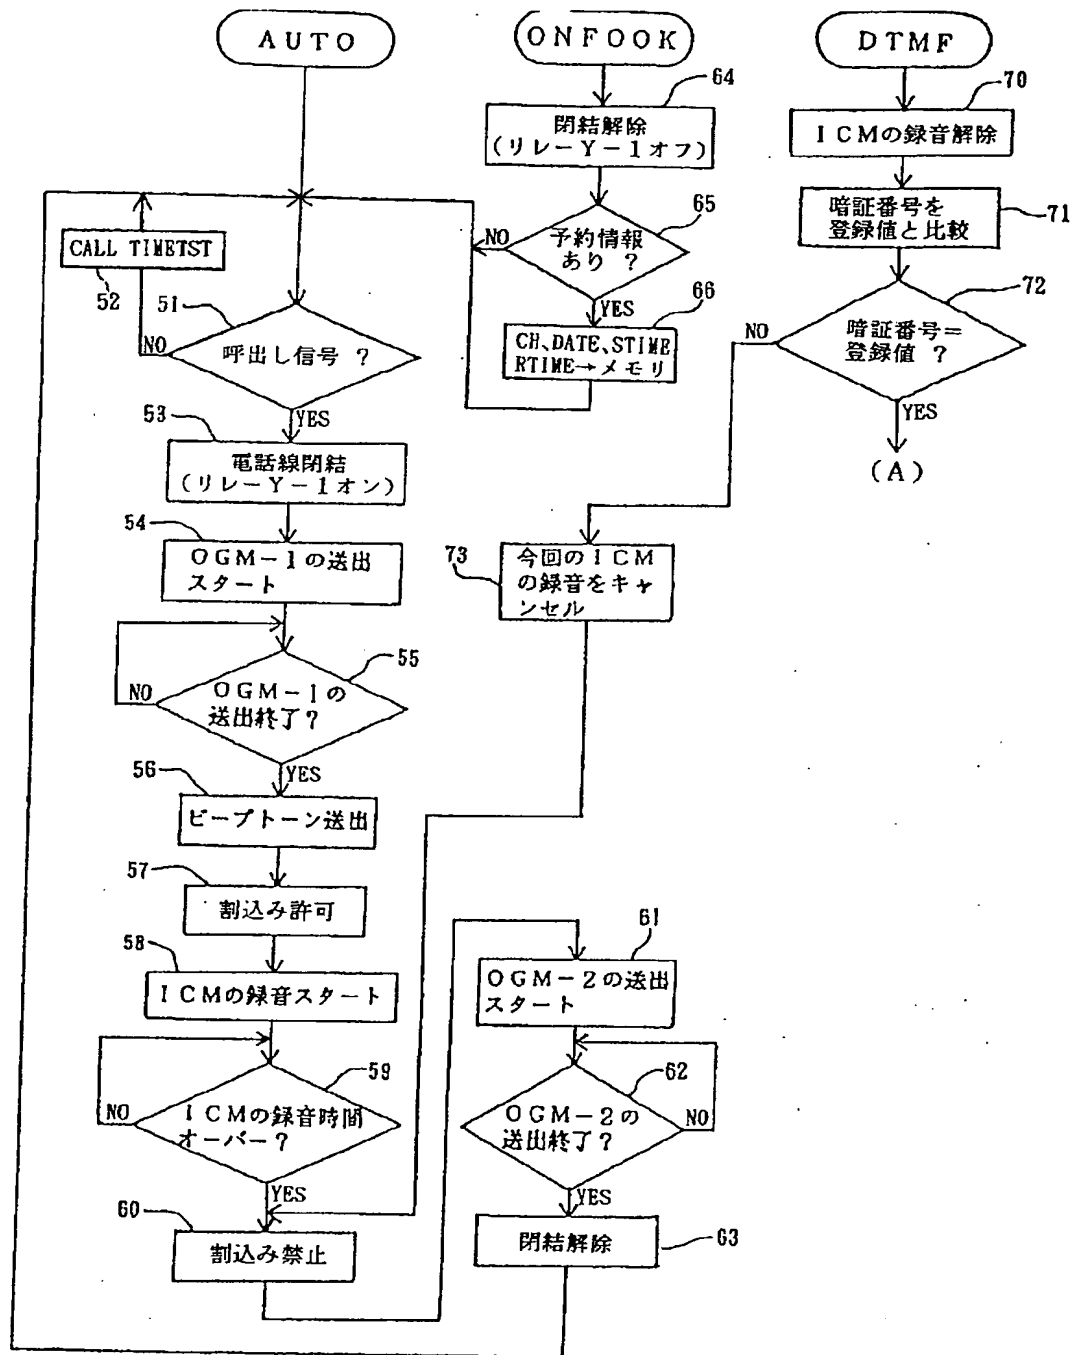 AUTO
CALL TIMETST
52
51
呼出し信号？
NO
YES
53
電話線閉結
(リレーY－1オン)
54
OGM－1の送出
スタート
55
OGM－1の
送出終了？
NO
YES
56
ビープトーン送出
57
割込み許可
58
ICMの録音スタート
59
ICMの録音時間
オーバー？
NO
YES
60
割込み禁止
ONFOOK
64
閉結解除
(リレーY－1オフ)
65
予約情報
あり？
NO
YES
66
CH、DATE、STIME
RTIME→メモリ
DTMF
70
ICMの録音解除
71
暗証番号を
登録値と比較
72
暗証番号＝
登録値？
NO
YES
(A)
73
今回のICM
の録音をキャ
ンセル
61
OGM－2の送出
スタート
62
OGM－2の
送出終了？
NO
YES
63
閉結解除